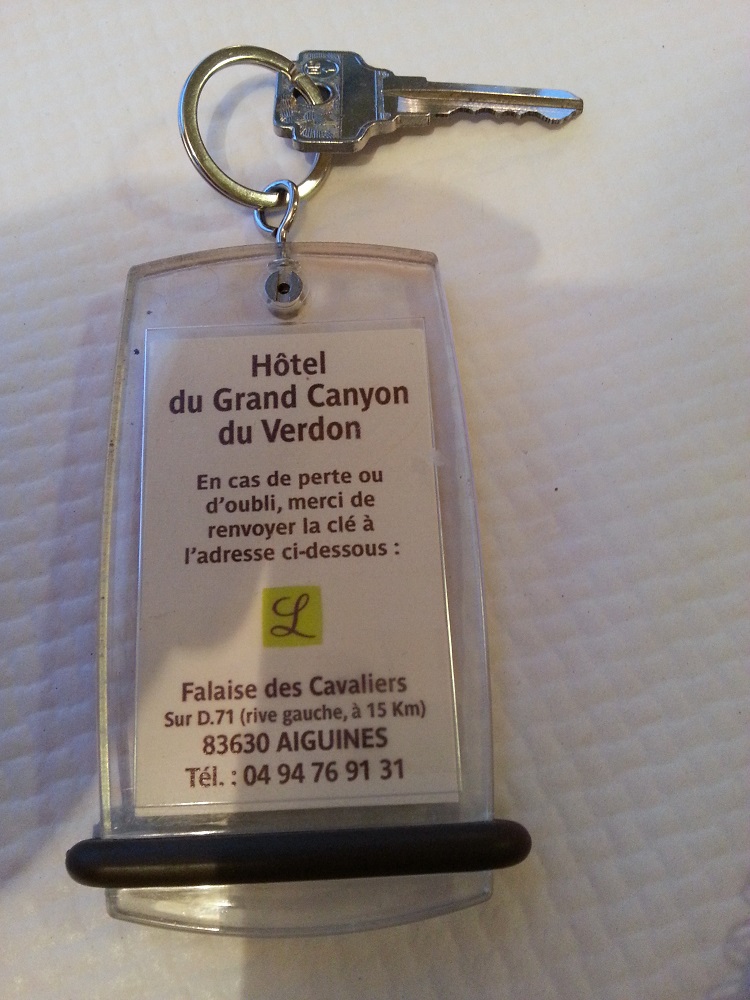 Hôtel
du Grand Canyon
du Verdon
En cas de perte ou
d'oubli, merci de
renvoyer la clé à
l'adresse ci-dessous :
L
Falaise des Cavaliers
Sur D.71 (rive gauche, à 15 Km)
83630 AIGUINES
Tél. : 04 94 76 91 31